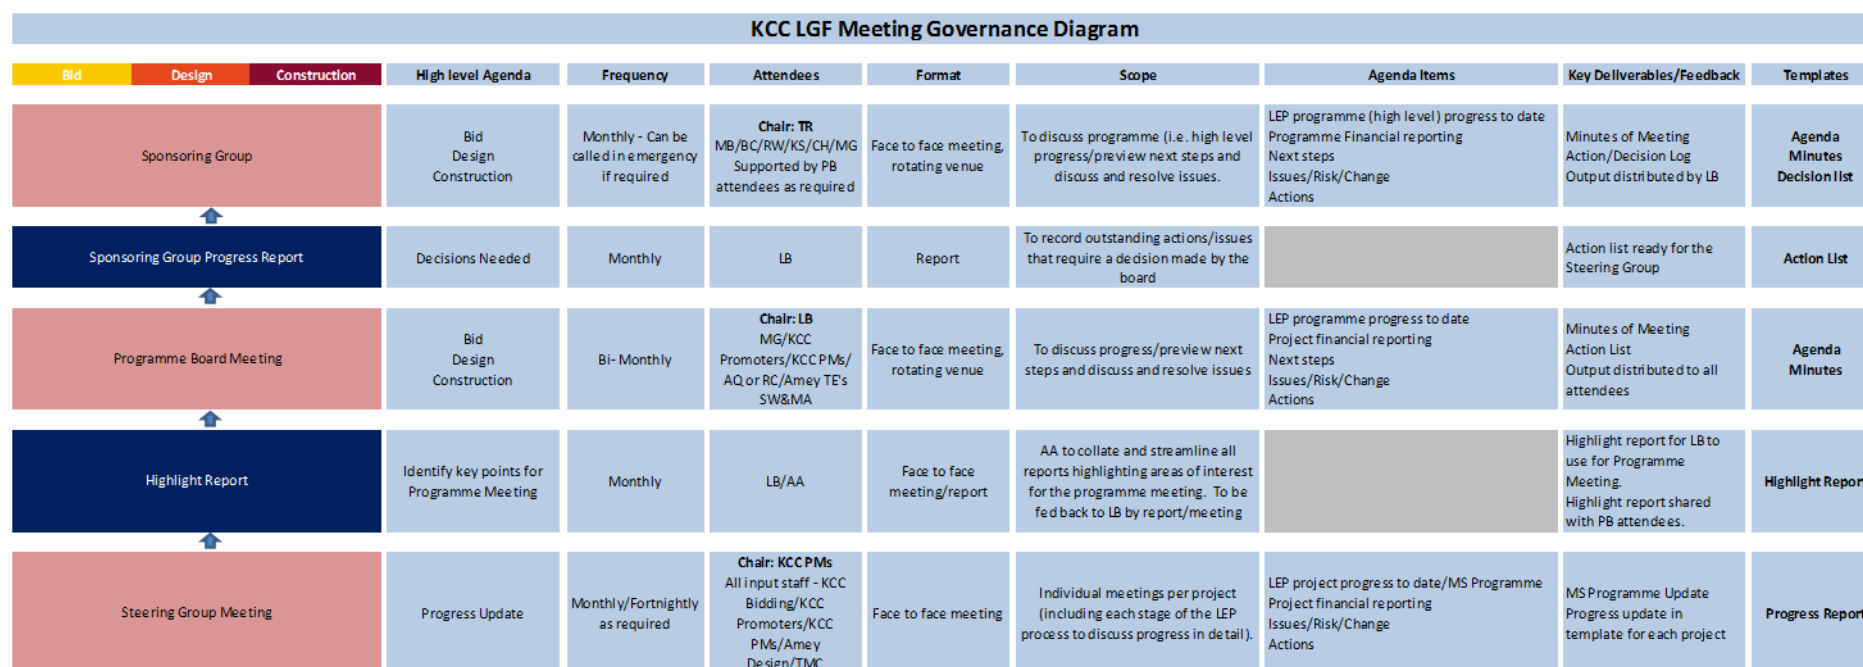 KCC LGF Meeting Governance Diagram
Bid
Design
Construction
High level Agenda
Frequency
Attendees
Format
Scope
Agenda Items
Key Deliverables/Feedback
Templates
Sponsoring Group
Bid
Design
Construction
Monthly - Can be
called in emergency
if required
Chair: TR
MB/BC/RW/KS/CH/MG
Supported by PB
attendees as required
Face to face meeting,
rotating venue
To discuss programme (i.e. high level
progress/preview next steps and
discuss and resolve issues.
LEP programme (high level) progress to date
Programme Financial reporting
Next steps
Issues/Risk/Change
Actions
Minutes of Meeting
Action/Decision Log
Output distributed by LB
Agenda
Minutes
Decision list
Sponsoring Group Progress Report
Decisions Needed
Monthly
LB
Report
To record outstanding actions/issues
that require a decision made by the
board
Action list ready for the
Steering Group
Action List
Programme Board Meeting
Bid
Design
Construction
Bi- Monthly
Chair: LB
MG/KCC
Promoters/KCC PMs/
AQ or RC/Amey TE's
SW&MA
Face to face meeting,
rotating venue
To discuss progress/preview next
steps and discuss and resolve issues
LEP programme progress to date
Project financial reporting
Next steps
Issues/Risk/Change
Actions
Minutes of Meeting
Action List
Output distributed to all
attendees
Agenda
Minutes
Highlight Report
Identify key points for
Programme Meeting
Monthly
LB/AA
Face to face
meeting/report
AA to collate and streamline all
reports highlighting areas of interest
for the programme meeting. To be
fed back to LB by report/meeting
Highlight report for LB to
use for Programme
Meeting.
Highlight report shared
with PB attendees.
Highlight Report
Steering Group Meeting
Progress Update
Monthly/Fortnightly
as required
Chair: KCC PMs
All input staff - KCC
Bidding/KCC
Promoters/KCC
PMs/Amey
Design/TMC
Face to face meeting
Individual meetings per project
(including each stage of the LEP
process to discuss progress in detail).
LEP project progress to date/MS Programme
Project financial reporting
Issues/Risk/Change
Actions
MS Programme Update
Progress update in
template for each project
Progress Report